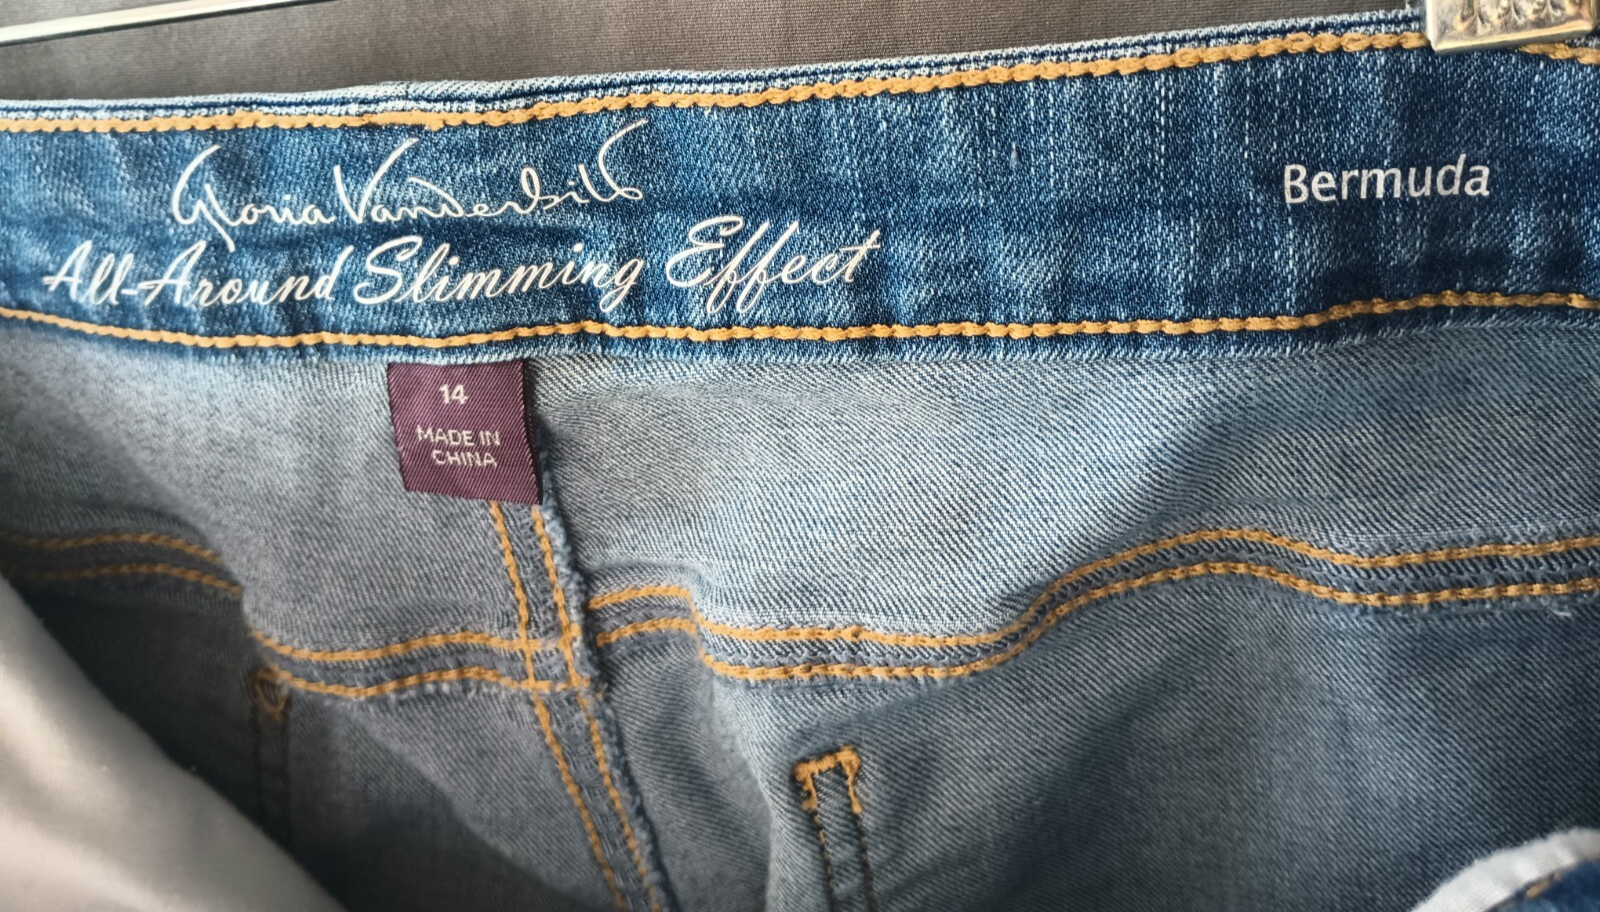 Gloria Vanderbilt
All-Around Slimming Effect
Bermuda
14
MADE IN
CHINA